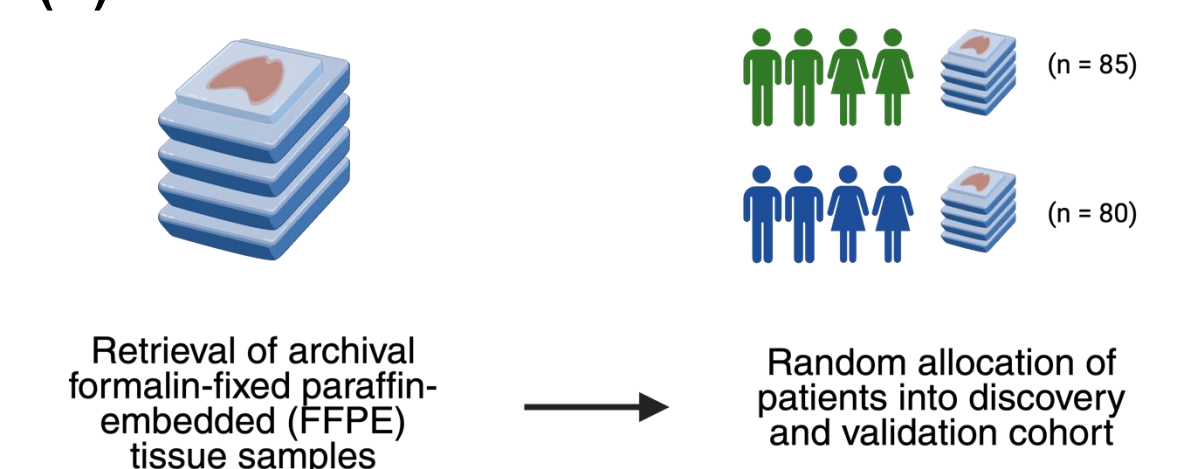 (n = 85)
(n = 80)
Retrieval of archival
formalin-fixed paraffin-
embedded (FFPE)
tissue samples
Random allocation of
patients into discovery
and validation cohort